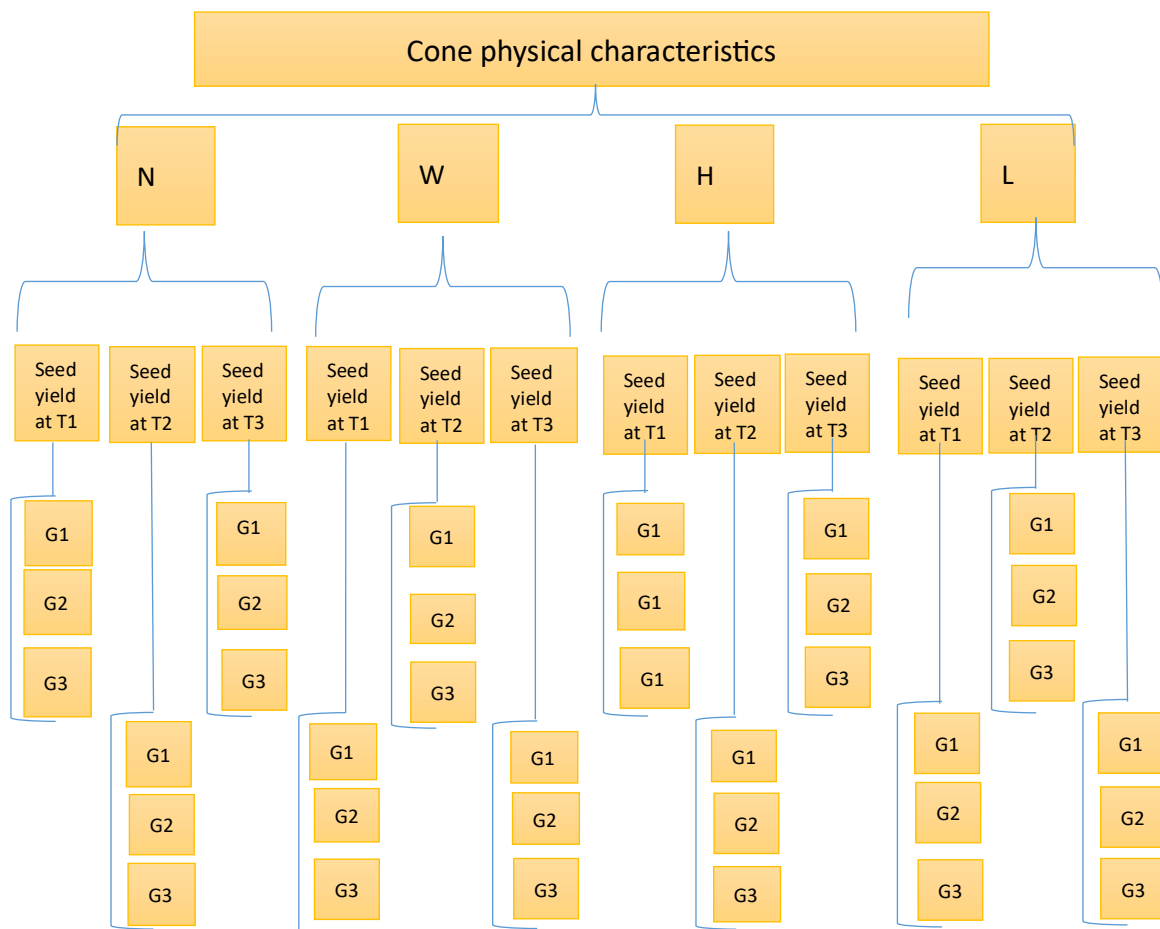 Cone physical characteristics
N
W
H
L
Seed
yield
at T1
Seed
yield
at T2
Seed
yield
at T3
Seed
yield
at T1
Seed
yield
at T2
Seed
yield
at T3
Seed
yield
at T1
Seed
yield
at T2
Seed
yield
at T3
Seed
yield
at T1
Seed
yield
at T2
Seed
yield
at T3
G1
G2
G3
G1
G2
G3
G1
G2
G3
G1
G2
G3
G1
G2
G3
G1
G2
G3
G1
G1
G1
G1
G2
G3
G1
G2
G3
G1
G2
G3
G1
G2
G3
G1
G2
G3